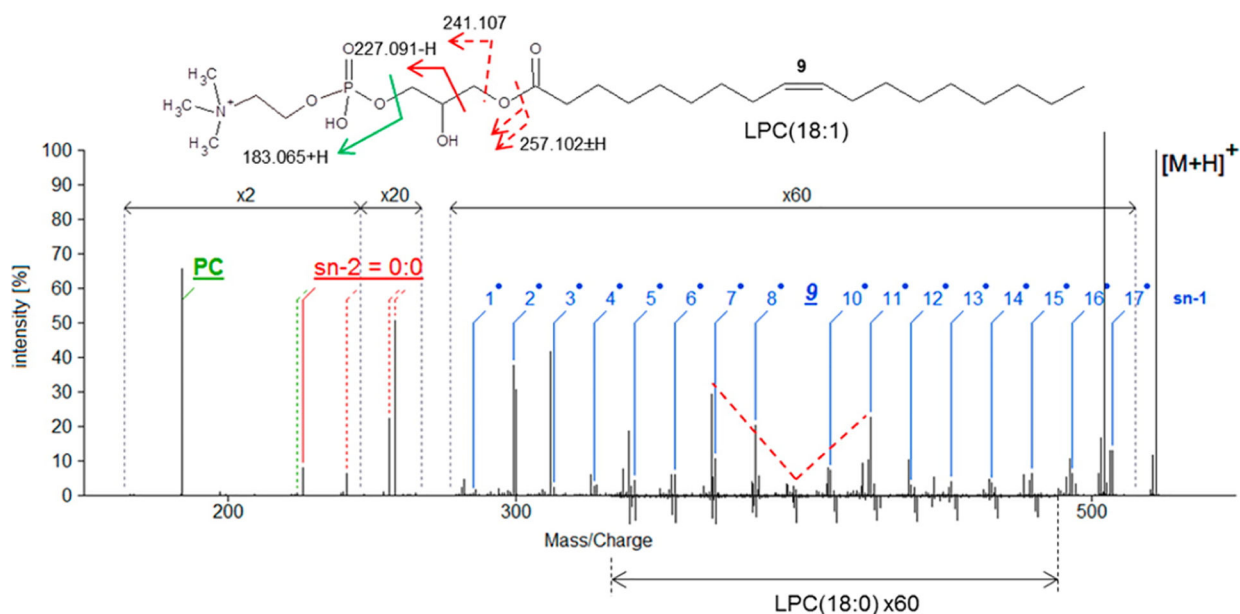 241.107
O
227.091-H
O
9
H3C
H3C
N+
H3C
O
P
O
HO
OH
O
183.065+H
257.102±H
LPC(18:1)
[M+H]+
100
90
80
70
60
50
40
30
20
10
0
intensity [%]
x2
x20
x60
PC
sn-2 = 0:0
1• 2• 3• 4• 5• 6• 7• 8• 9 10• 11• 12• 13• 14• 15• 16• 17• sn-1
200 300 500
Mass/Charge
LPC(18:0) x60